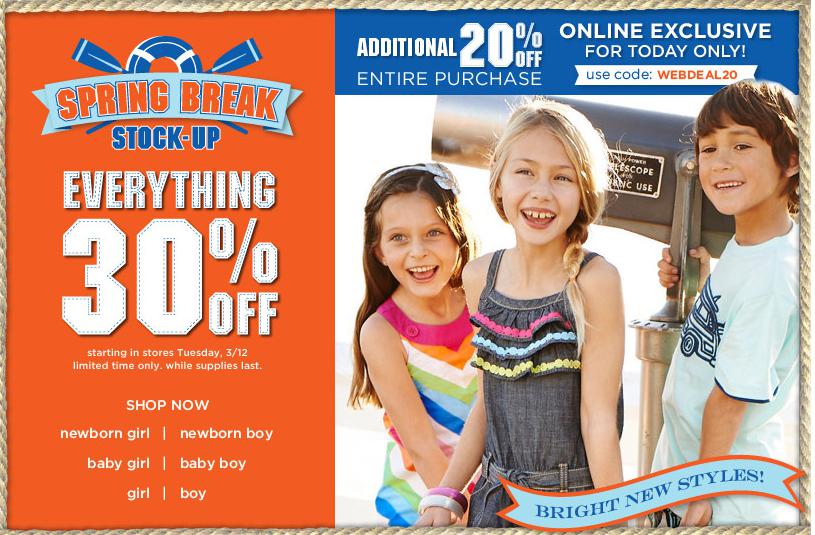 SPRING BREAK
STOCK-UP
EVERYTHING
30% OFF
starting in stores Tuesday, 3/12
limited time only. while supplies last.
SHOP NOW
newborn girl | newborn boy
baby girl | baby boy
girl | boy
ADDITIONAL 20% OFF
ENTIRE PURCHASE
ONLINE EXCLUSIVE
FOR TODAY ONLY!
use code: WEBDEAL20
BRIGHT NEW STYLES!